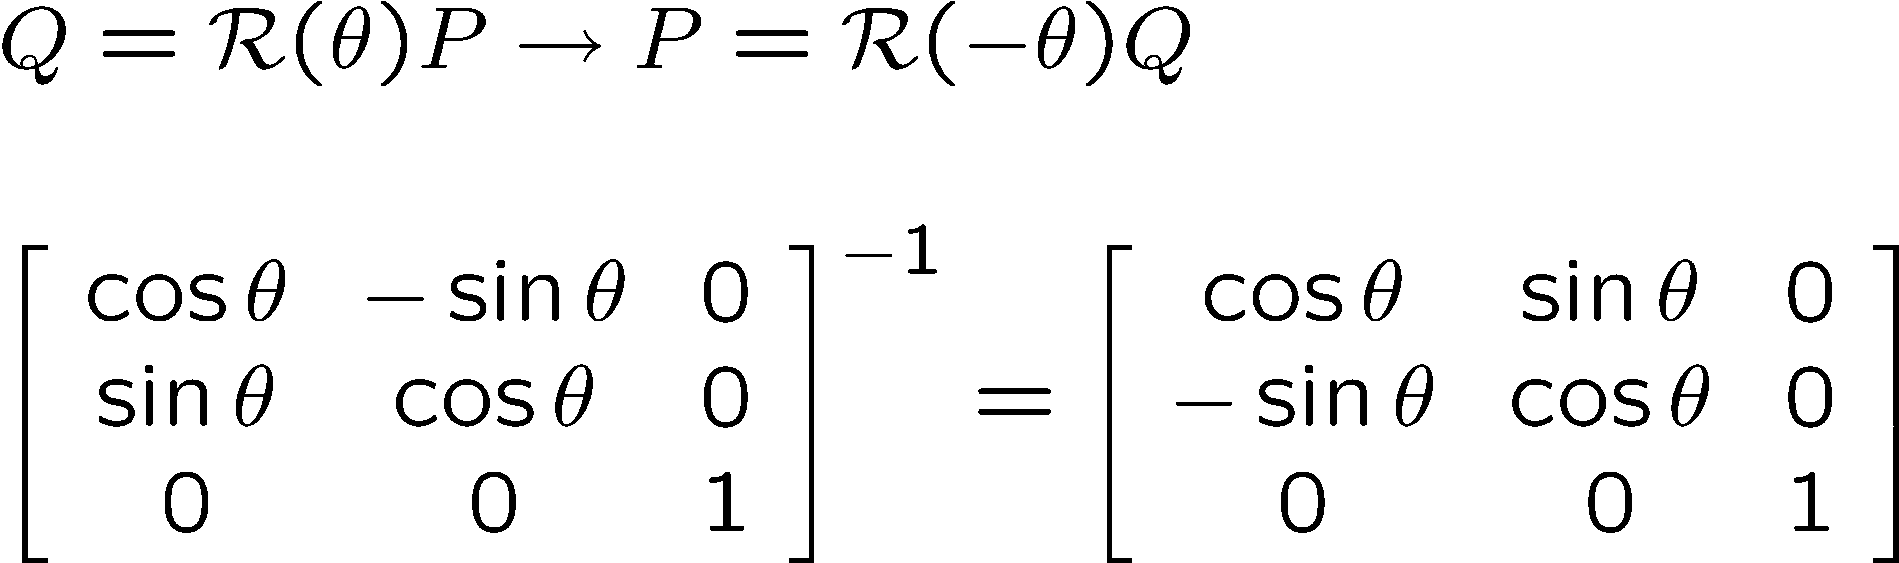 Q = R(θ)P → P = R(−θ)Q
[ cos θ  − sin θ  0 ]⁻¹ = [ cos θ  sin θ  0 ]
[ sin θ  cos θ  0 ]  [ − sin θ  cos θ  0 ]
[ 0  0  1 ]  [ 0  0  1 ]